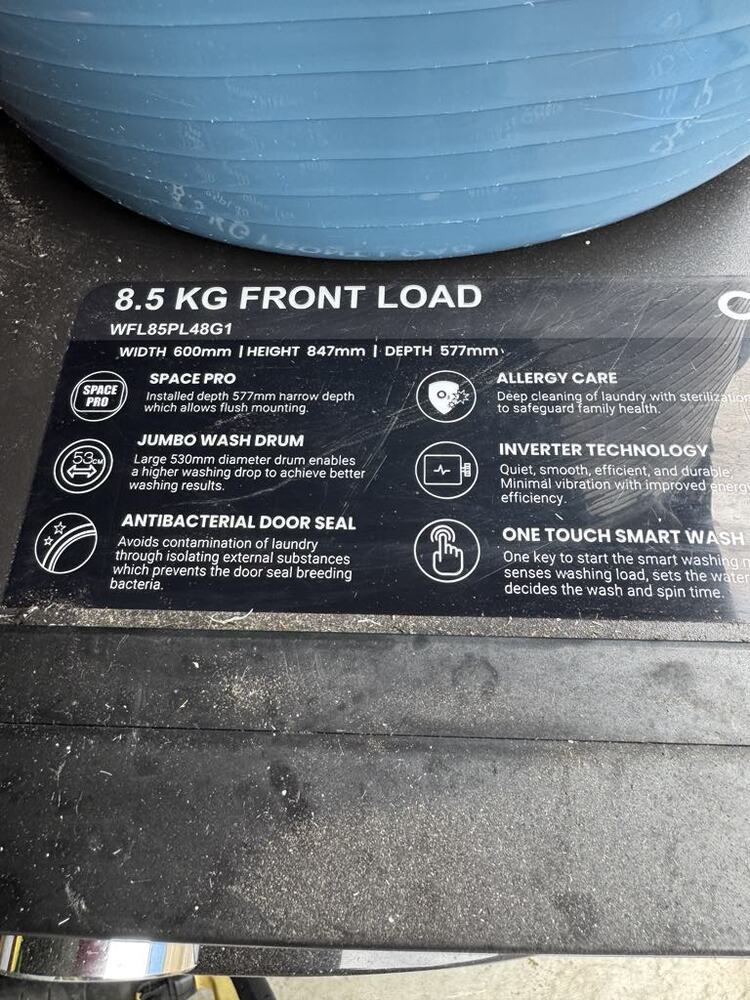 8.5 KG FRONT LOAD
WFL85PL48G1
WIDTH 600mm | HEIGHT 847mm | DEPTH 577mm
SPACE PRO
SPACE
PRO
Installed depth 577mm narrow depth
which allows flush mounting.
JUMBO WASH DRUM
53CM
Large 530mm diameter drum enables
a higher washing drop to achieve better
washing results.
ANTIBACTERIAL DOOR SEAL
Avoids contamination of laundry
through isolating external substances
which prevents the door seal breeding
bacteria.
ALLERGY CARE
Deep cleaning of laundry with sterilization
to safeguard family health.
INVERTER TECHNOLOGY
Quiet, smooth, efficient, and durable.
Minimal vibration with improved energy
efficiency.
ONE TOUCH SMART WASH
One key to start the smart washing
senses washing load, sets the water
decides the wash and spin time.